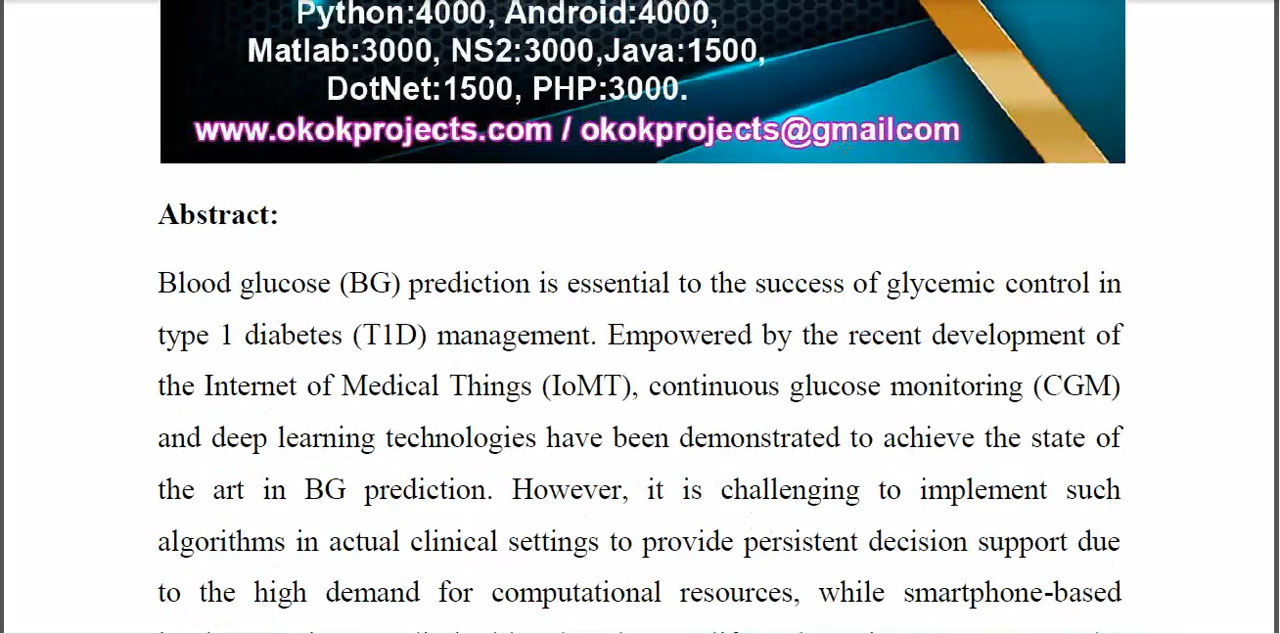 Python:4000, Android:4000,
Matlab:3000, NS2:3000,Java:1500,
DotNet:1500, PHP:3000.
www.okokprojects.com / okokprojects@gmailcom
Abstract:
Blood glucose (BG) prediction is essential to the success of glycemic control in
type 1 diabetes (T1D) management. Empowered by the recent development of
the Internet of Medical Things (IoMT), continuous glucose monitoring (CGM)
and deep learning technologies have been demonstrated to achieve the state of
the art in BG prediction. However, it is challenging to implement such
algorithms in actual clinical settings to provide persistent decision support due
to the high demand for computational resources, while smartphone-based